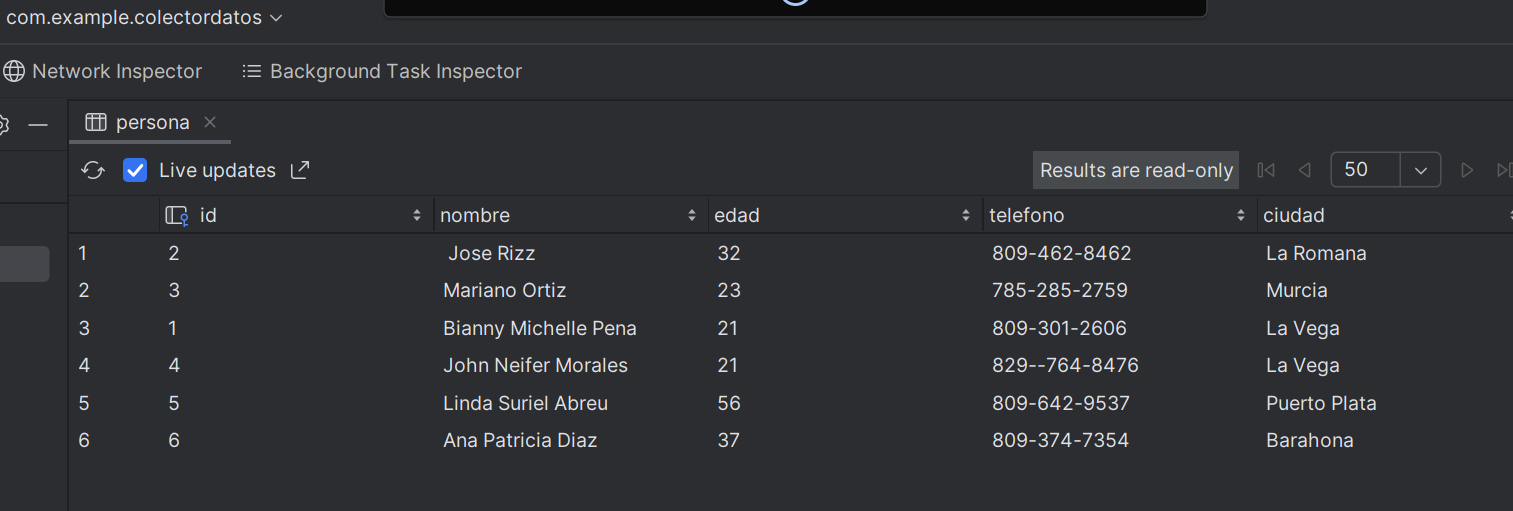 com.example.colectordatos
Network Inspector Background Task Inspector
persona
Live updates Results are read-only 50
id nombre edad telefono ciudad
1 2 Jose Rizz 32 809-462-8462 La Romana
2 3 Mariano Ortiz 23 785-285-2759 Murcia
3 1 Bianny Michelle Pena 21 809-301-2606 La Vega
4 4 John Neifer Morales 21 829--764-8476 La Vega
5 5 Linda Suriel Abreu 56 809-642-9537 Puerto Plata
6 6 Ana Patricia Diaz 37 809-374-7354 Barahona